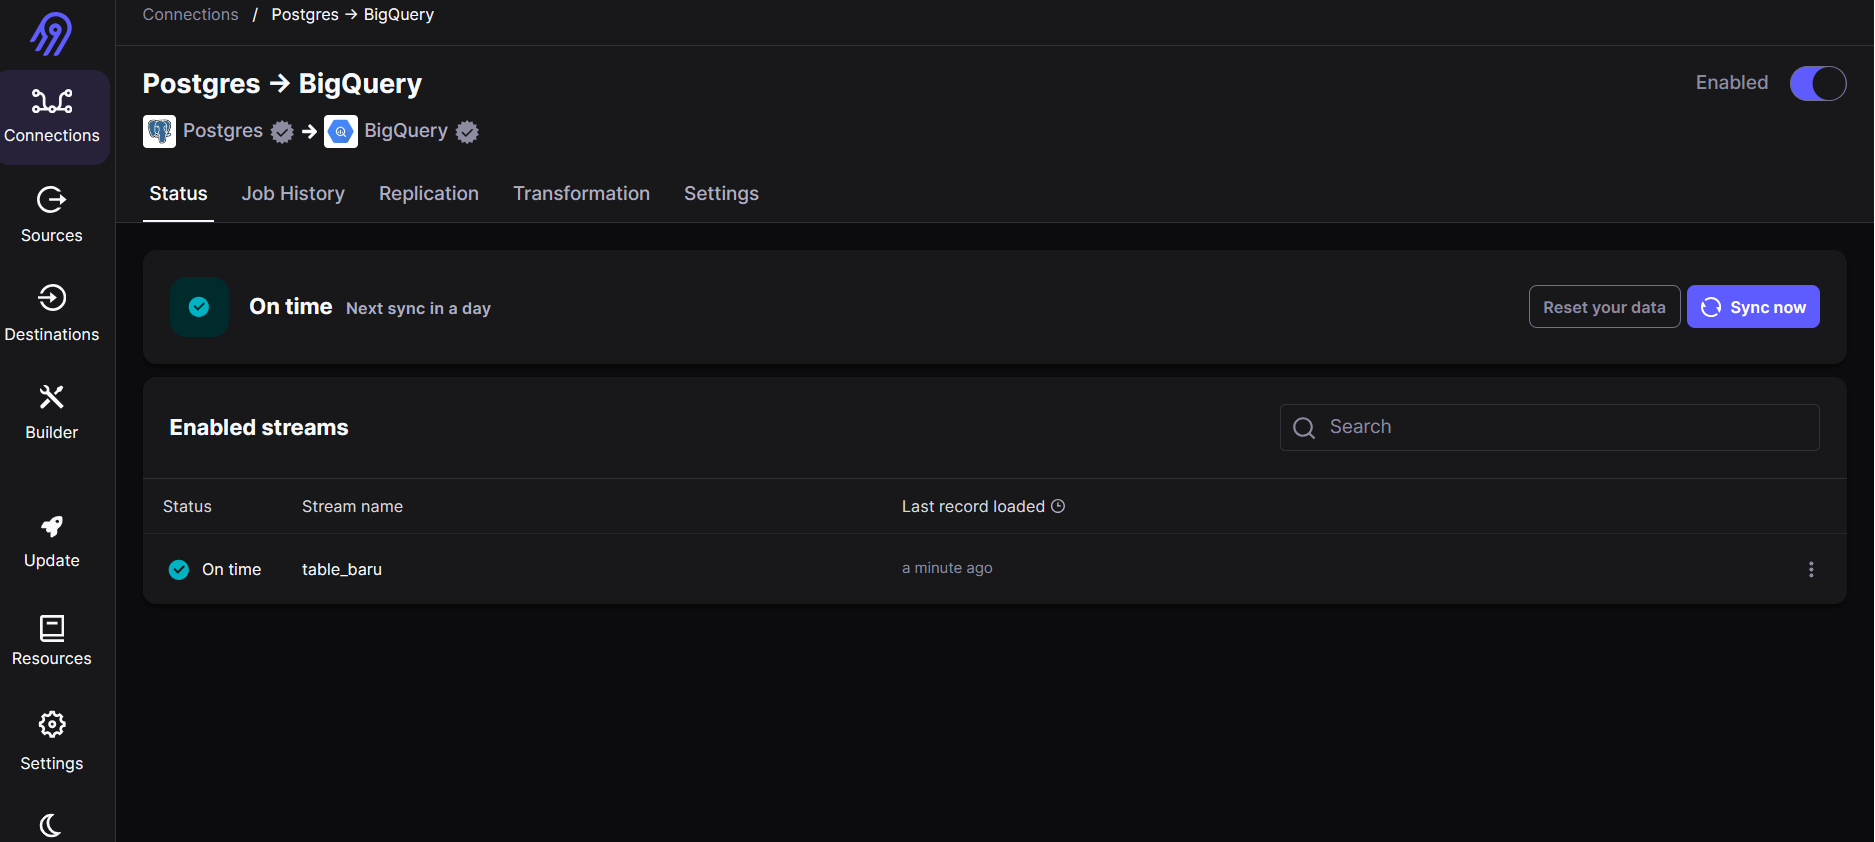 Connections / Postgres → BigQuery
Postgres → BigQuery
Enabled
Postgres → BigQuery
Status Job History Replication Transformation Settings
On time Next sync in a day
Reset your data Sync now
Enabled streams
Search
Status Stream name Last record loaded
On time table_baru a minute ago
Connections
Sources
Destinations
Builder
Update
Resources
Settings